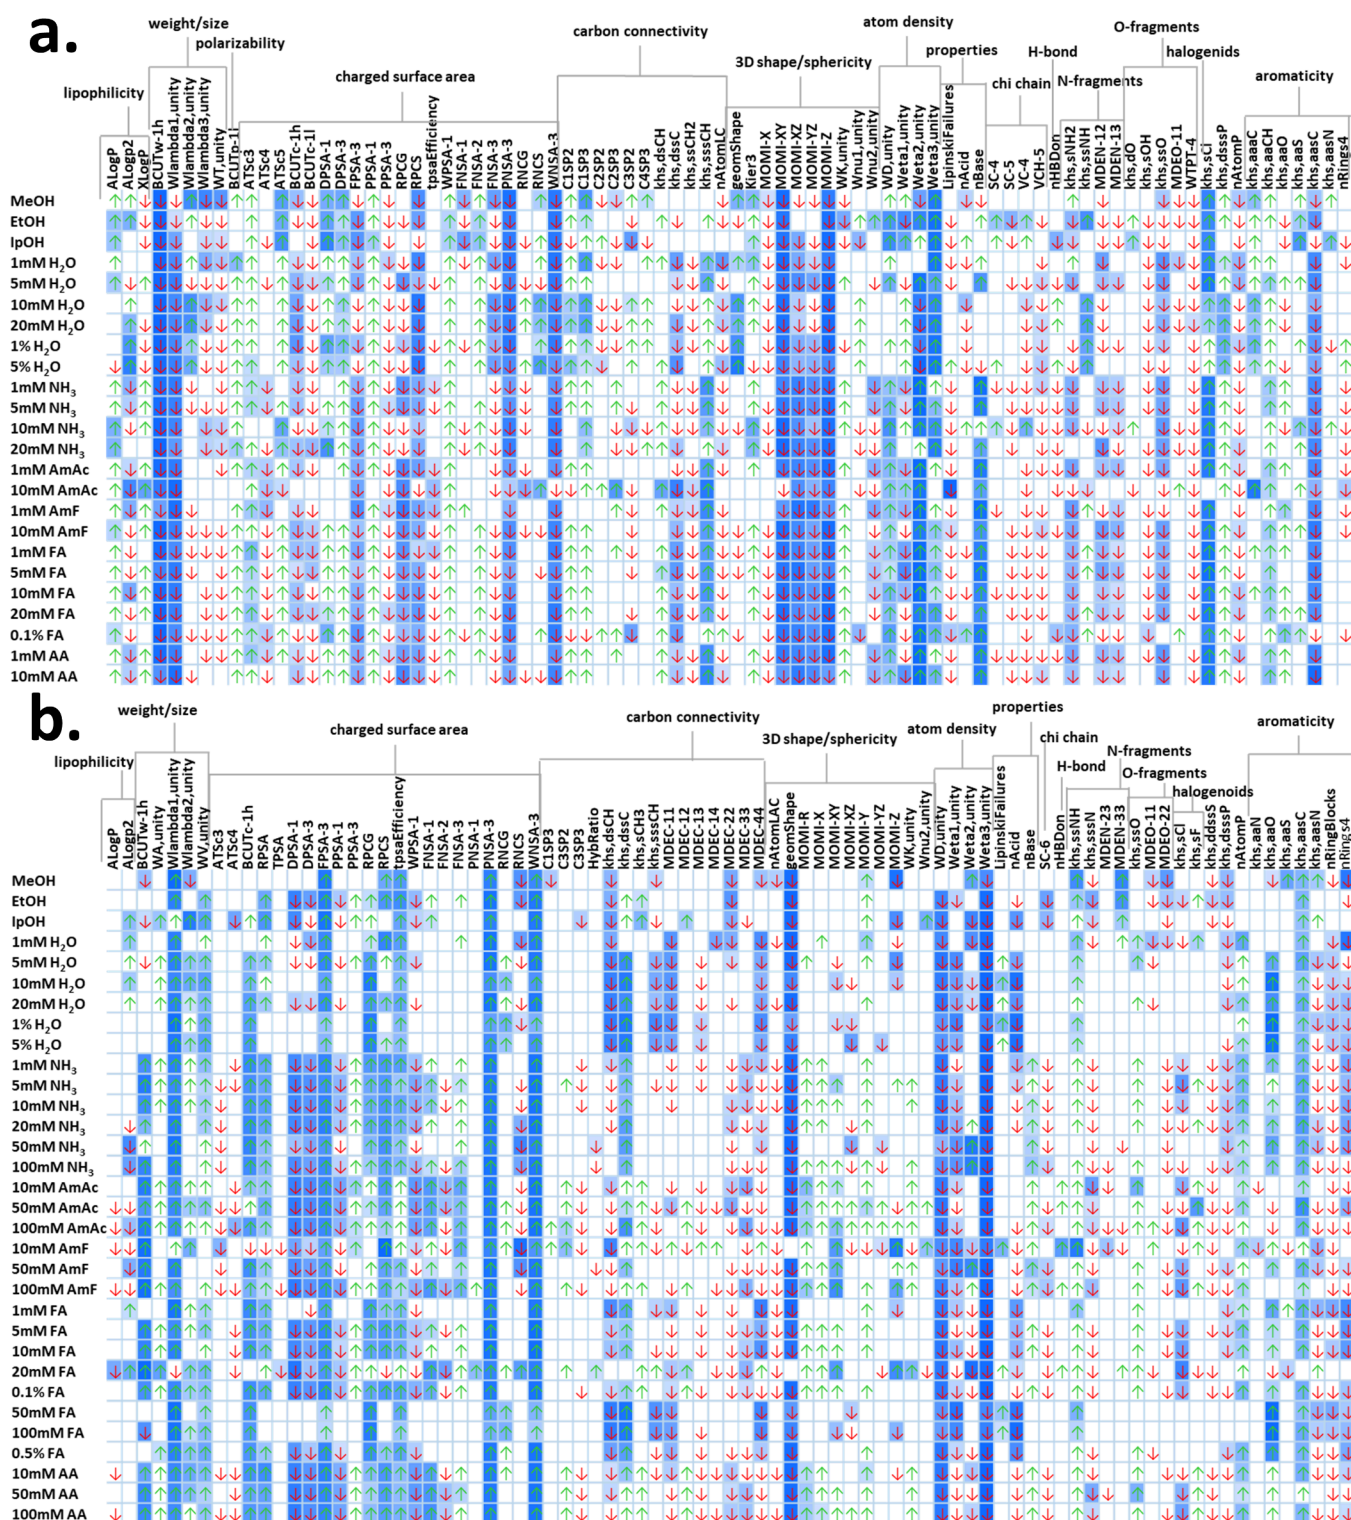 a.
weight/size
polarizability
lipophilicity
charged surface area
carbon connectivity
3D shape/sphericity
atom density
properties
chi chain
H-bond
N-fragments
O-fragments
halogenids
aromaticity
ALogP
ALogp2
XLogP
BCUTw-1h
Wlambda1,unity
Wlambda2,unity
Wlambda3,unity
WT,unity
BCUTp-1l
ATSc3
ATSc4
ATSc5
BCUTc-1h
BCUTc-1l
DPSA-1
DPSA-3
FPSA-3
PPSA-1
PPSA-3
RPCG
RPCS
tpsaEfficiency
WPSA-1
FNSA-1
FNSA-2
FNSA-3
PNSA-3
RNCG
RNCS
WNSA-3
C1SP2
C1SP3
C2SP2
C2SP3
C3SP2
C4SP3
khs,dsCH
khs,dssC
khs,ssCH2
khs,sssCH
nAtomLC
geomShape
Kier3
MOMI-X
MOMI-XY
MOMI-XZ
MOMI-YZ
MOMI-Z
WK,unity
Wnu1,unity
Wnu2,unity
WD,unity
Weta1,unity
Weta2,unity
Weta3,unity
LipinskiFailures
nAcid
nBase
SC-4
SC-5
VC-4
VCH-5
nHBDon
khs,sNH2
khs,ssNH
MDEN-12
MDEN-13
khs,dO
khs,sOH
khs,ssO
MDEO-11
WTPT-4
khs,sCl
khs,dsssP
nAtomP
khs,aaaC
khs,aaCH
khs,aaO
khs,aaS
khs,aasC
khs,aasN
nRings4
MeOH
EtOH
IpOH
1mM H₂O
5mM H₂O
10mM H₂O
20mM H₂O
1% H₂O
5% H₂O
1mM NH₃
5mM NH₃
10mM NH₃
20mM NH₃
1mM AmAc
10mM AmAc
1mM AmF
10mM AmF
1mM FA
5mM FA
10mM FA
20mM FA
0.1% FA
1mM AA
10mM AA
b.
weight/size
lipophilicity
charged surface area
carbon connectivity
3D shape/sphericity
atom density
properties
chi chain
H-bond
N-fragments
O-fragments
halogenoids
aromaticity
ALogP
ALogp2
BCUTw-1h
WA,unity
Wlambda1,unity
Wlambda2,unity
WV,unity
ATSc3
ATSc4
BCUTc-1h
RPSA
TPSA
DPSA-1
DPSA-3
FPSA-3
PPSA-1
PPSA-3
RPCG
RPCS
tpsaEfficiency
WPSA-1
FNSA-1
FNSA-2
FNSA-3
PNSA-1
PNSA-3
RNCG
RNCS
WNSA-3
C1SP3
C3SP2
C3SP3
HybRatio
khs,dsCH
khs,dssC
khs,sCH3
khs,sssCH
MDEC-11
MDEC-12
MDEC-13
MDEC-14
MDEC-22
MDEC-33
MDEC-44
nAtomLAC
geomShape
MOMI-R
MOMI-X
MOMI-XY
MOMI-XZ
MOMI-Y
MOMI-YZ
MOMI-Z
WK,unity
Wnu2,unity
WD,unity
Weta1,unity
Weta2,unity
Weta3,unity
LipinskiFailures
nAcid
nBase
SC-6
nHBDon
khs,ssNH
khs,sssN
MDEN-23
MDEN-33
khs,ssO
MDEO-11
MDEO-22
khs,sCl
khs,sF
khs,ddssS
khs,dsssP
nAtomP
khs,aaN
khs,aaO
khs,aaS
khs,aasC
khs,aasN
nRingBlocks
nRings4
MeOH
EtOH
IpOH
1mM H₂O
5mM H₂O
10mM H₂O
20mM H₂O
1% H₂O
5% H₂O
1mM NH₃
5mM NH₃
10mM NH₃
20mM NH₃
50mM NH₃
100mM NH₃
10mM AmAc
50mM AmAc
100mM AmAc
10mM AmF
50mM AmF
100mM AmF
1mM FA
5mM FA
10mM FA
20mM FA
0.1% FA
50mM FA
100mM FA
0.5% FA
10mM AA
50mM AA
100mM AA